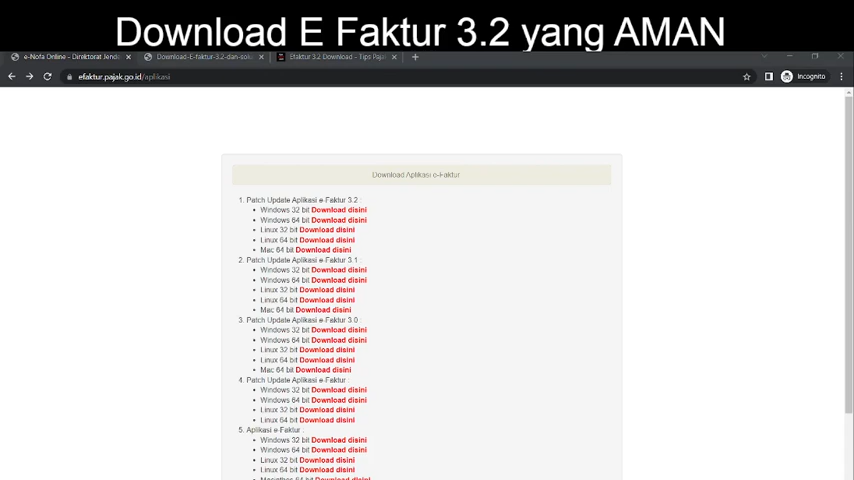 Download E Faktur 3.2 yang AMAN
e-Nofa Online – Direktorat Jende
Download-E-faktur-3.2-dan-solu
Efaktur 3.2 Download – Tips Pajak
efaktur.pajak.go.id/aplikasi
Incognito
Download Aplikasi e-Faktur
1. Patch Update Aplikasi e-Faktur 3.2 :
• Windows 32 bit Download disini
• Windows 64 bit Download disini
• Linux 32 bit Download disini
• Linux 64 bit Download disini
• Mac 64 bit Download disini
2. Patch Update Aplikasi e-Faktur 3.1 :
• Windows 32 bit Download disini
• Windows 64 bit Download disini
• Linux 32 bit Download disini
• Linux 64 bit Download disini
• Mac 64 bit Download disini
3. Patch Update Aplikasi e-Faktur 3.0 :
• Windows 32 bit Download disini
• Windows 64 bit Download disini
• Linux 32 bit Download disini
• Linux 64 bit Download disini
• Mac 64 bit Download disini
4. Patch Update Aplikasi e-Faktur :
• Windows 32 bit Download disini
• Windows 64 bit Download disini
• Linux 32 bit Download disini
• Linux 64 bit Download disini
5. Aplikasi e-Faktur :
• Windows 32 bit Download disini
• Windows 64 bit Download disini
• Linux 32 bit Download disini
• Linux 64 bit Download disini
• Macinthos 64 bit Download disini